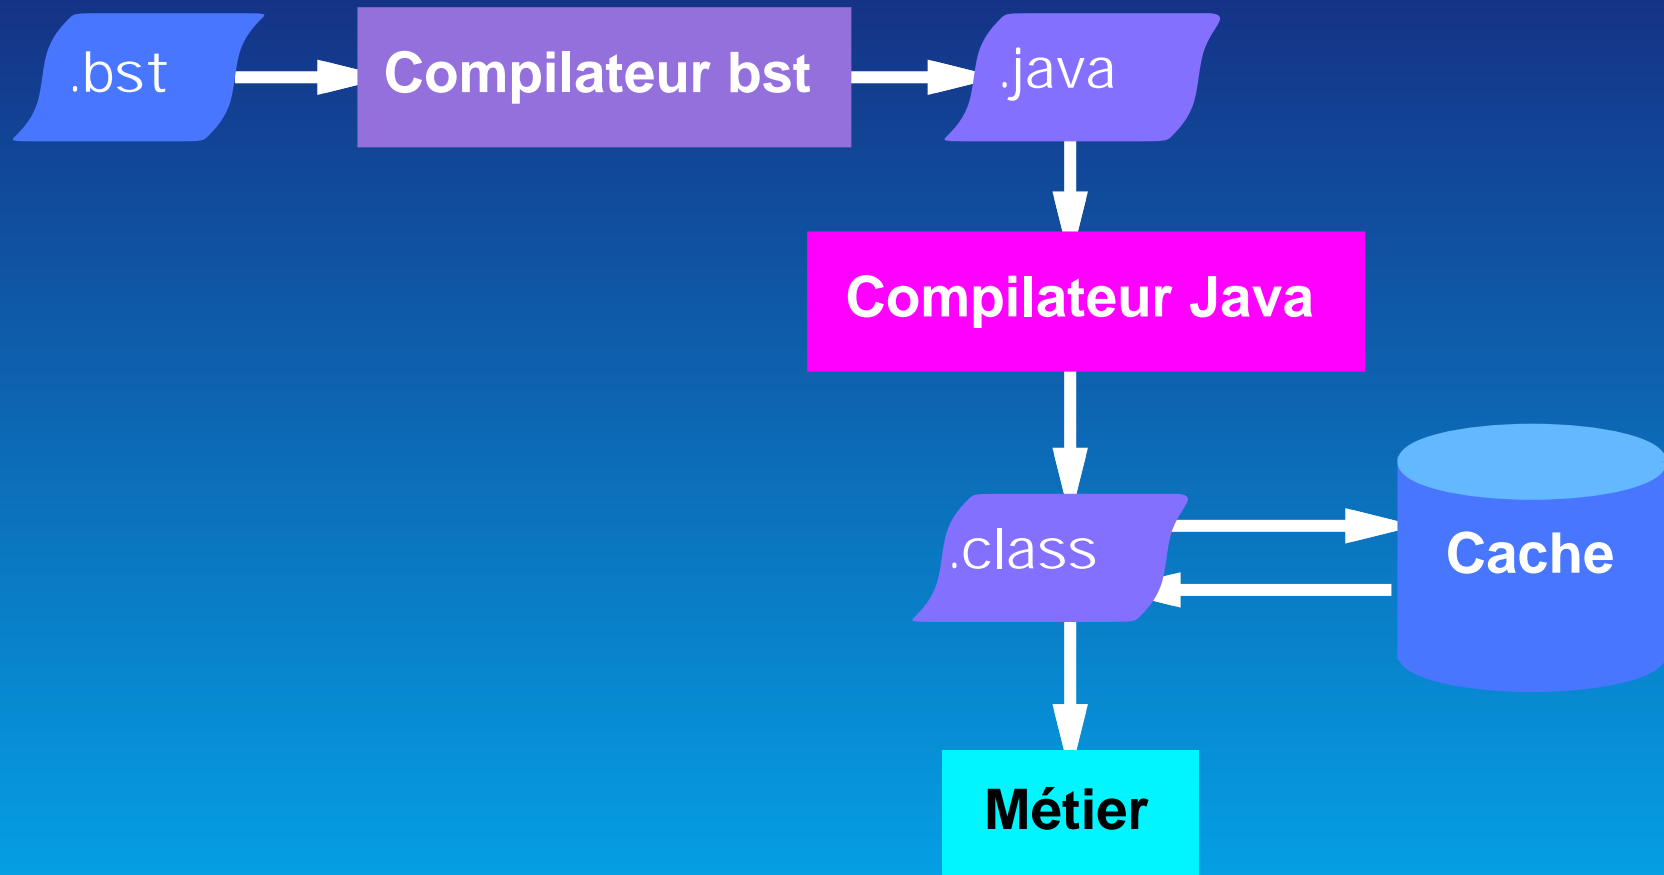 .bst
Compilateur bst
.java
Compilateur Java
.class
Cache
Métier